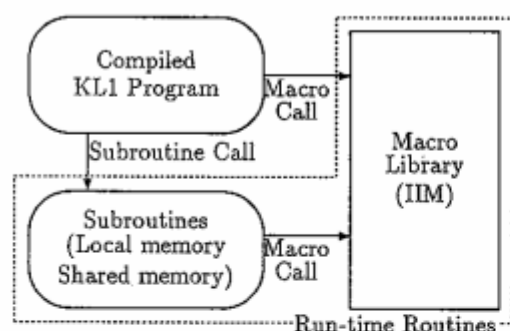 Compiled
KL1 Program
Macro
Call
Subroutine Call
Macro
Library
(IIM)
Subroutines
(Local memory
Shared memory)
Macro
Call
Run-time Routines